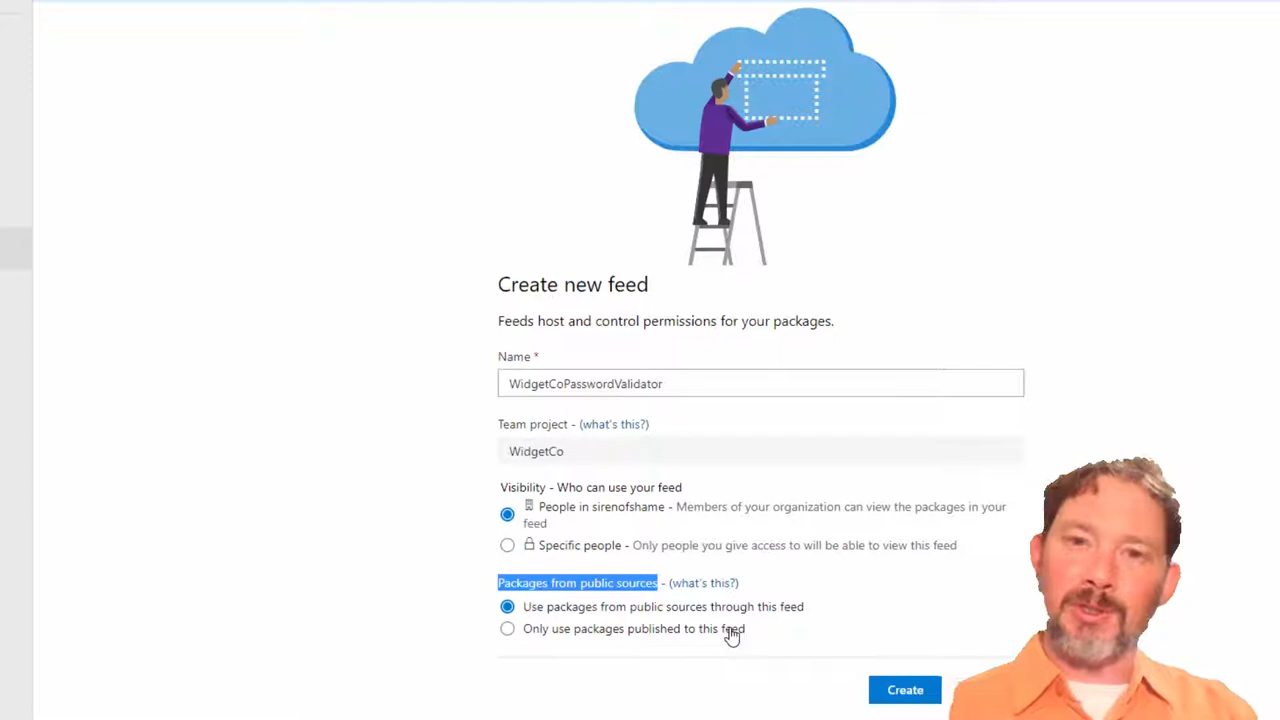 Create new feed
Feeds host and control permissions for your packages.
Name *
WidgetCoPasswordValidator
Team project - (what's this?)
WidgetCo
Visibility - Who can use your feed
People in sirenofshame - Members of your organization can view the packages in your
feed
Specific people - Only people you give access to will be able to view this feed
Packages from public sources - (what's this?)
Use packages from public sources through this feed
Only use packages published to this feed
Create